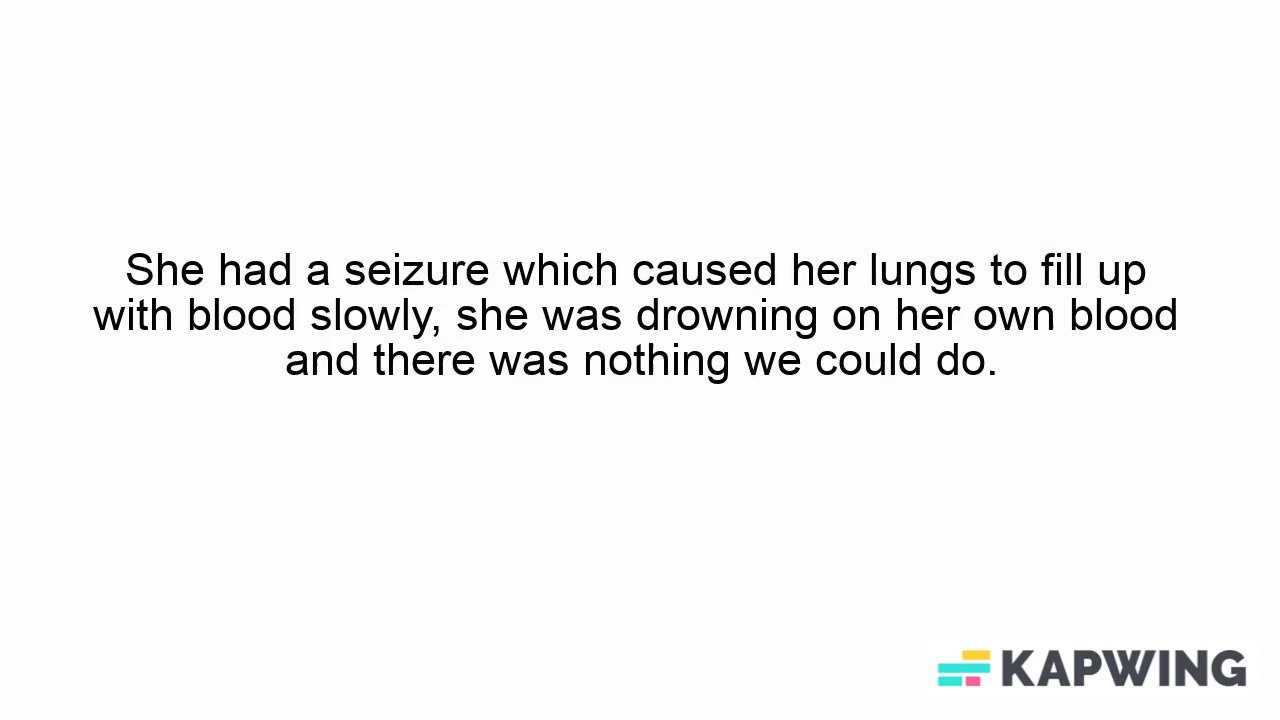 She had a seizure which caused her lungs to fill up
with blood slowly, she was drowning on her own blood
and there was nothing we could do.
KAPWING